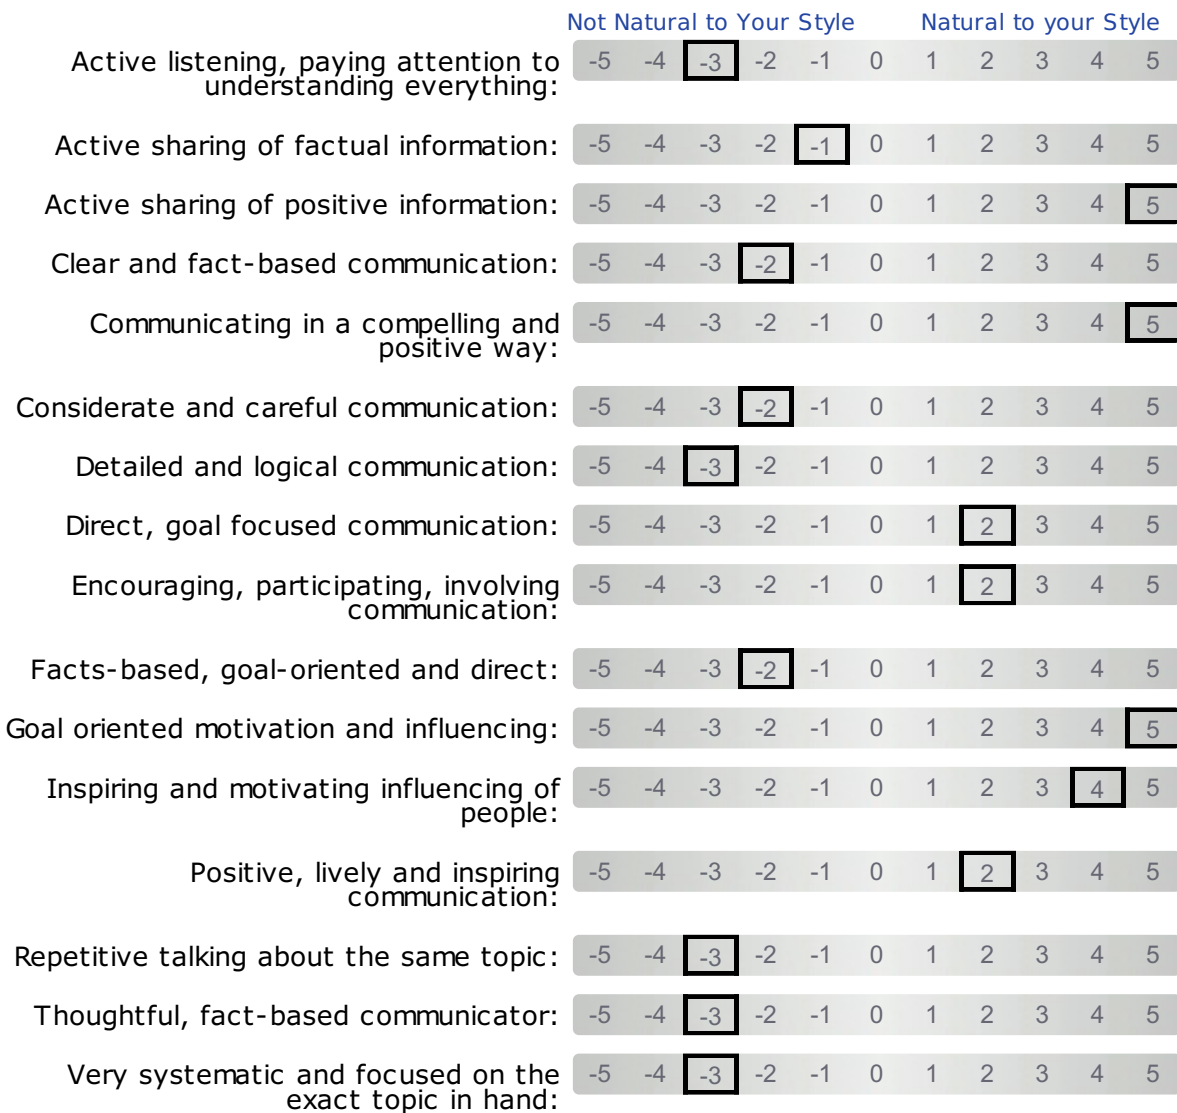 Not Natural to Your Style Natural to your Style
Active listening, paying attention to -5 -4 -3 -2 -1 0 1 2 3 4 5
understanding everything:
Active sharing of factual information: -5 -4 -3 -2 -1 0 1 2 3 4 5
Active sharing of positive information: -5 -4 -3 -2 -1 0 1 2 3 4 5
Clear and fact-based communication: -5 -4 -3 -2 -1 0 1 2 3 4 5
Communicating in a compelling and -5 -4 -3 -2 -1 0 1 2 3 4 5
positive way:
Considerate and careful communication: -5 -4 -3 -2 -1 0 1 2 3 4 5
Detailed and logical communication: -5 -4 -3 -2 -1 0 1 2 3 4 5
Direct, goal focused communication: -5 -4 -3 -2 -1 0 1 2 3 4 5
Encouraging, participating, involving -5 -4 -3 -2 -1 0 1 2 3 4 5
communication:
Facts-based, goal-oriented and direct: -5 -4 -3 -2 -1 0 1 2 3 4 5
Goal oriented motivation and influencing: -5 -4 -3 -2 -1 0 1 2 3 4 5
Inspiring and motivating influencing of -5 -4 -3 -2 -1 0 1 2 3 4 5
people:
Positive, lively and inspiring -5 -4 -3 -2 -1 0 1 2 3 4 5
communication:
Repetitive talking about the same topic: -5 -4 -3 -2 -1 0 1 2 3 4 5
Thoughtful, fact-based communicator: -5 -4 -3 -2 -1 0 1 2 3 4 5
Very systematic and focused on the -5 -4 -3 -2 -1 0 1 2 3 4 5
exact topic in hand: